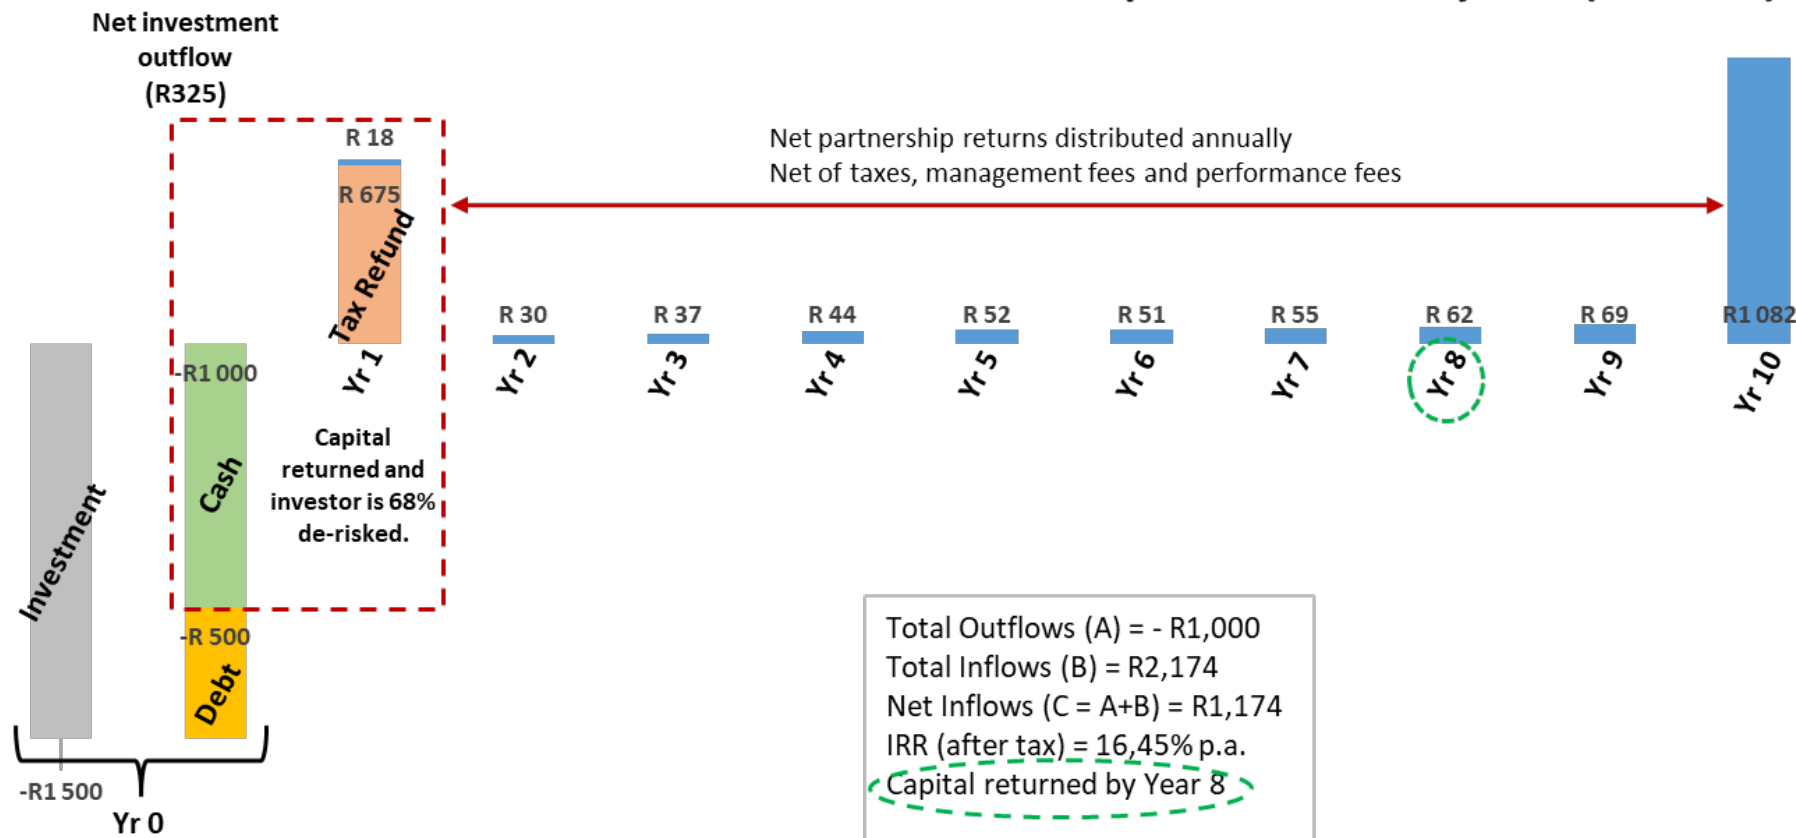 Net investment
outflow
(R325)
R 18
R 675
Tax Refund
Yr 1
Net partnership returns distributed annually
Net of taxes, management fees and performance fees
R 30
R 37
R 44
R 52
R 51
R 55
R 62
R 69
R1 082
Yr 2
Yr 3
Yr 4
Yr 5
Yr 6
Yr 7
Yr 8
Yr 9
Yr 10
-R1 000
Cash
Capital
returned and
investor is 68%
de-risked.
Investment
-R 500
Debt
-R1 500
Yr 0
Total Outflows (A) = - R1,000
Total Inflows (B) = R2,174
Net Inflows (C = A+B) = R1,174
IRR (after tax) = 16,45% p.a.
Capital returned by Year 8